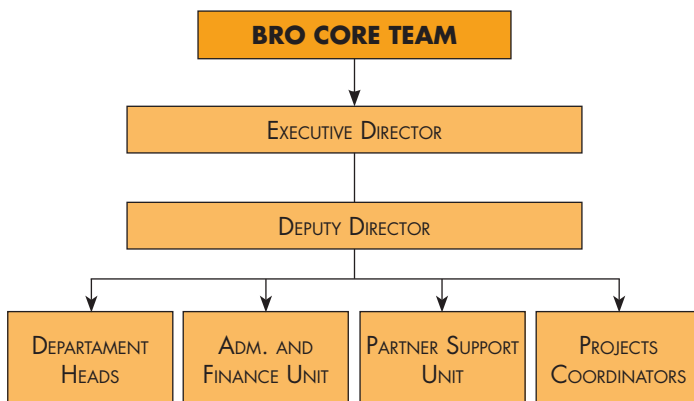 BRO CORE TEAM
Executive Director
Deputy Director
Departament
Heads
Adm. and
Finance Unit
Partner Support
Unit
Projects
Coordinators